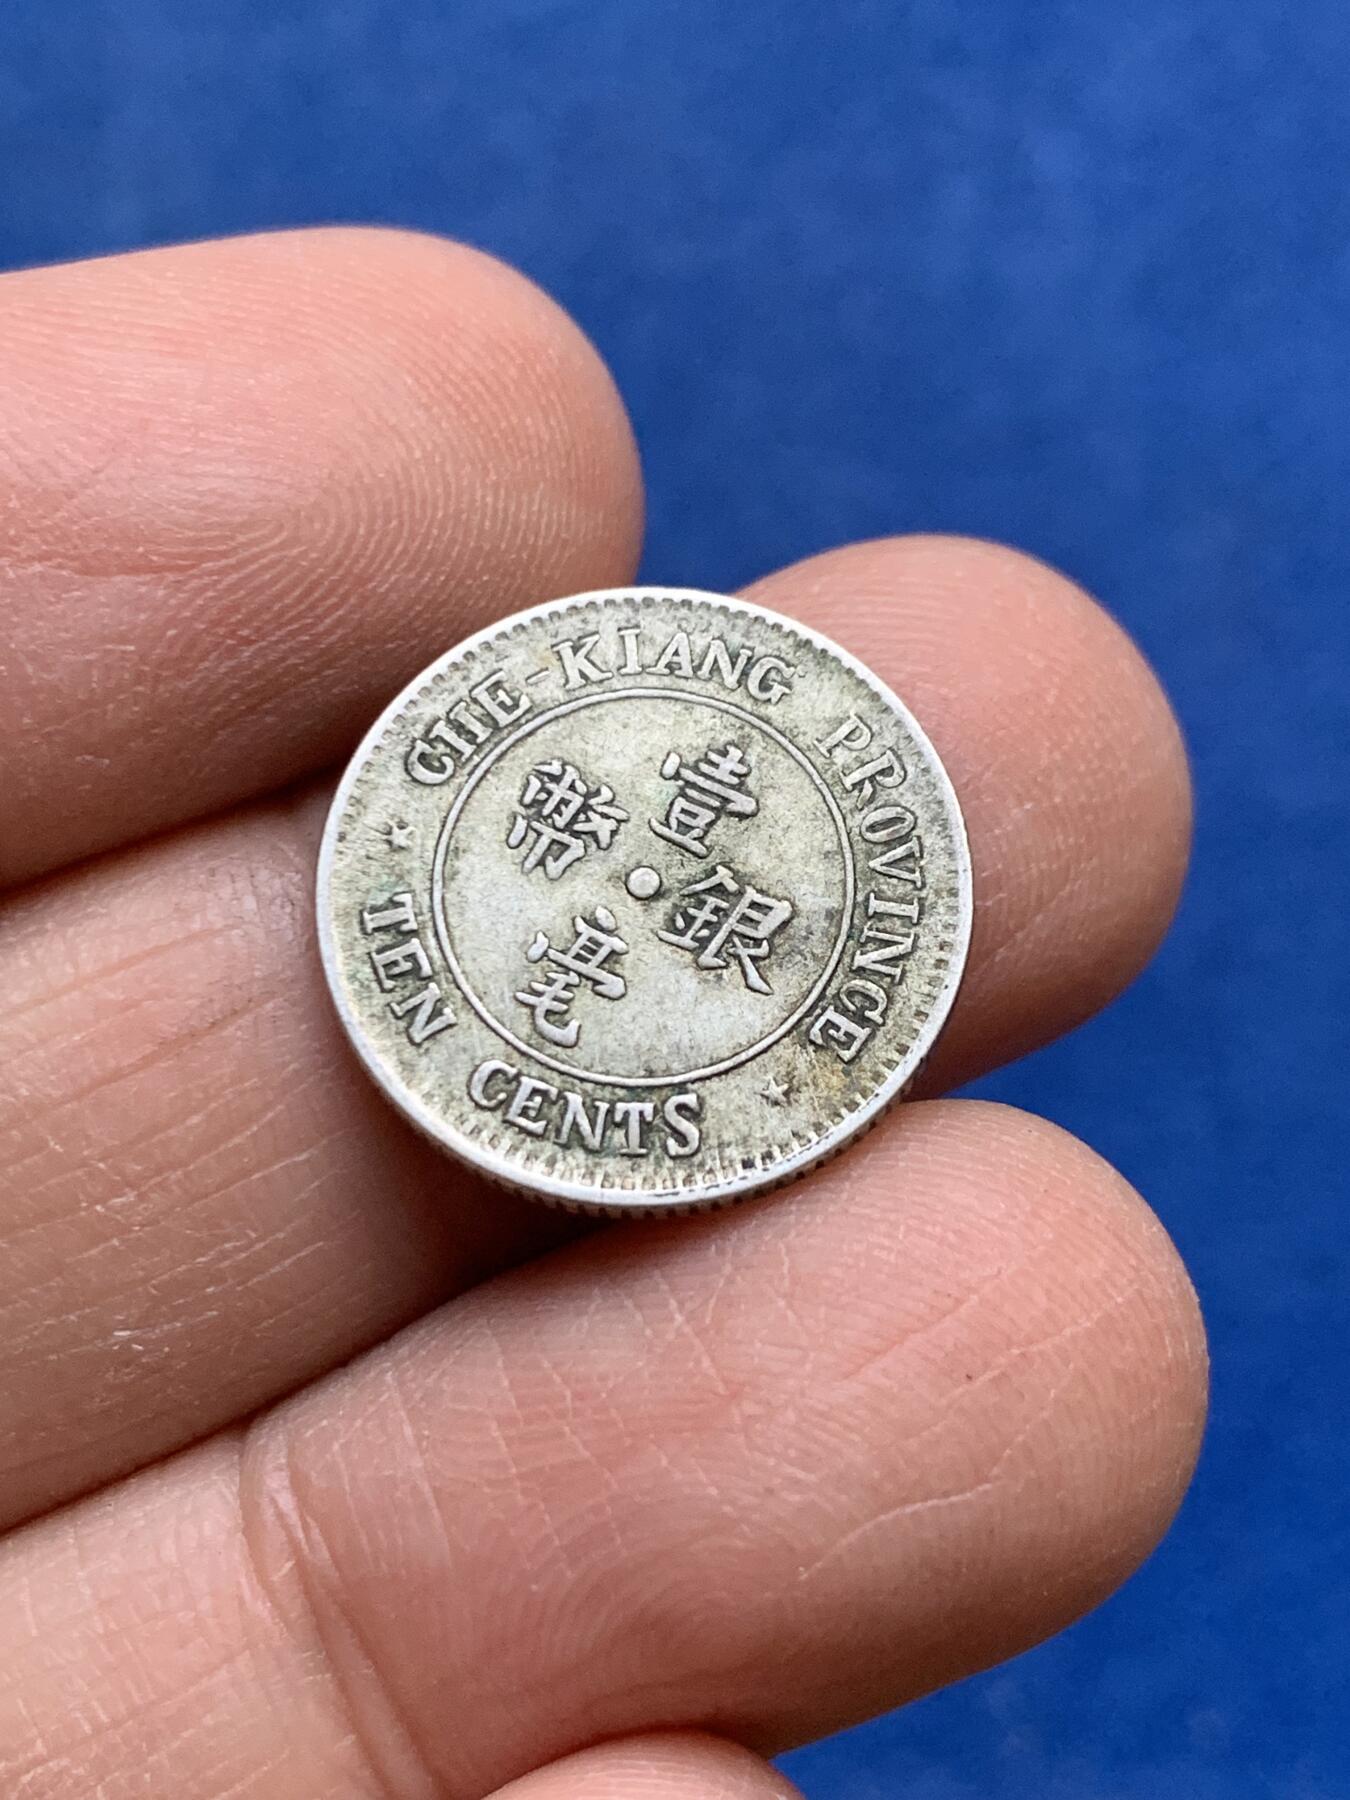 CHE-KIANG PROVINCE
壹毫銀幣
TEN CENTS